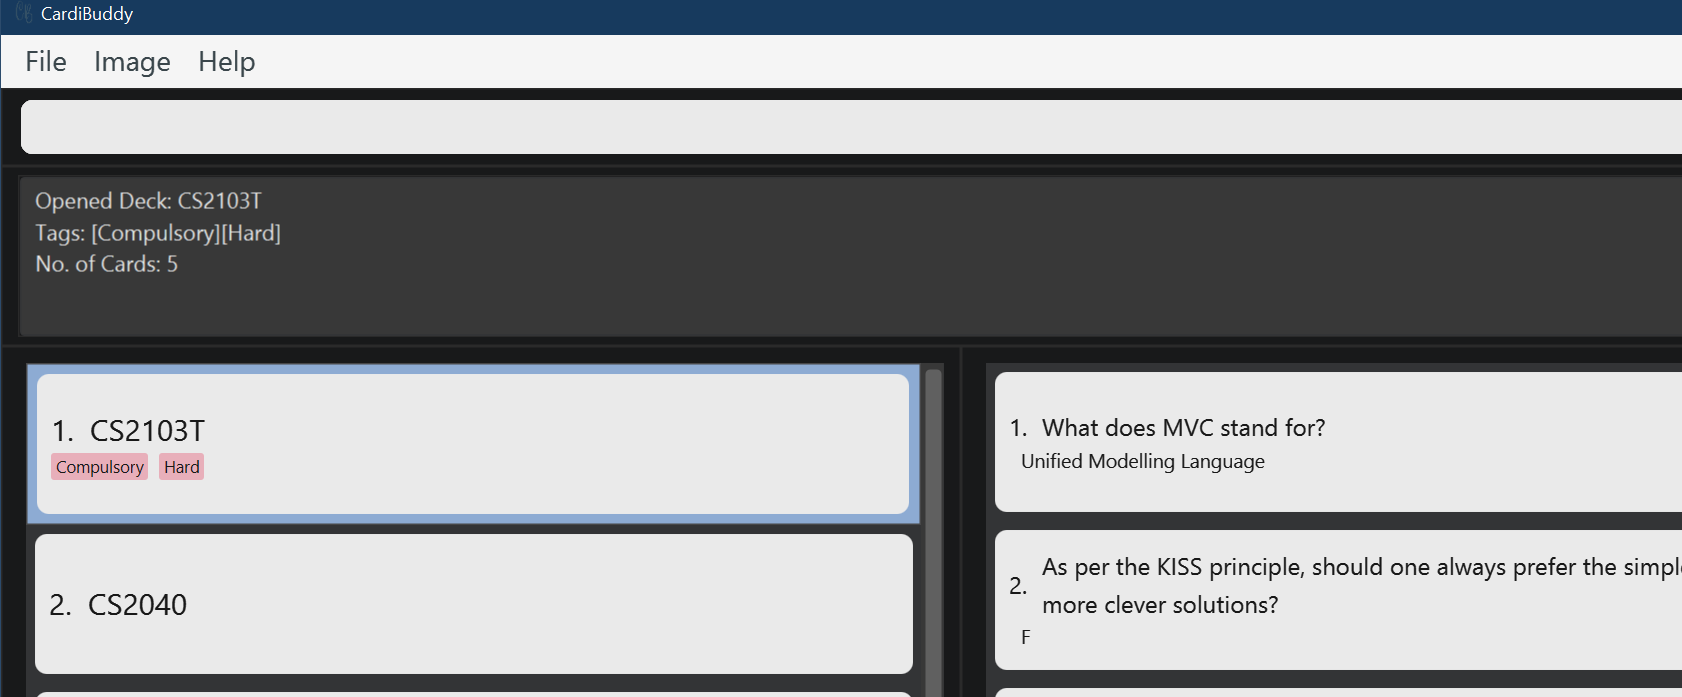 CardiBuddy
File Image Help
Opened Deck: CS2103T
Tags: [Compulsory][Hard]
No. of Cards: 5
1. CS2103T
Compulsory Hard
2. CS2040
1. What does MVC stand for?
Unified Modelling Language
2. As per the KISS principle, should one always prefer the
more clever solutions?
F